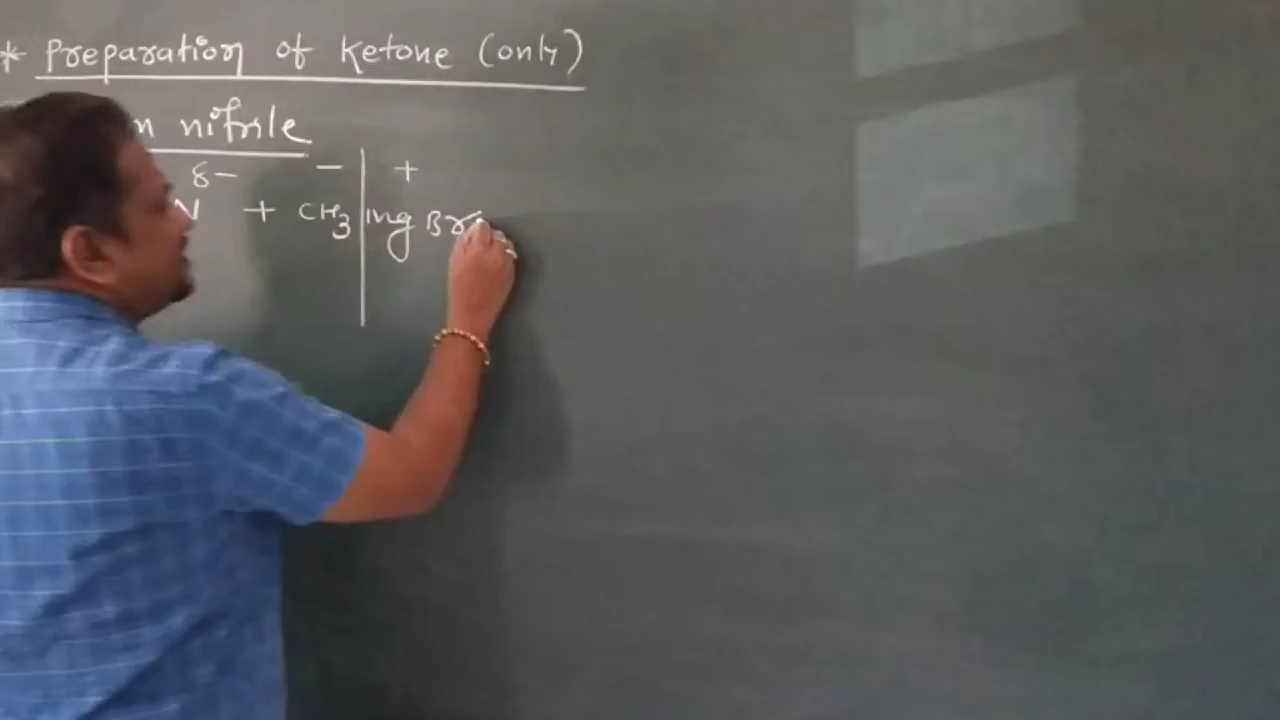 * Preparation of Ketone (only)
nitrile
δ- - | +
N + CH3 | Mg Br